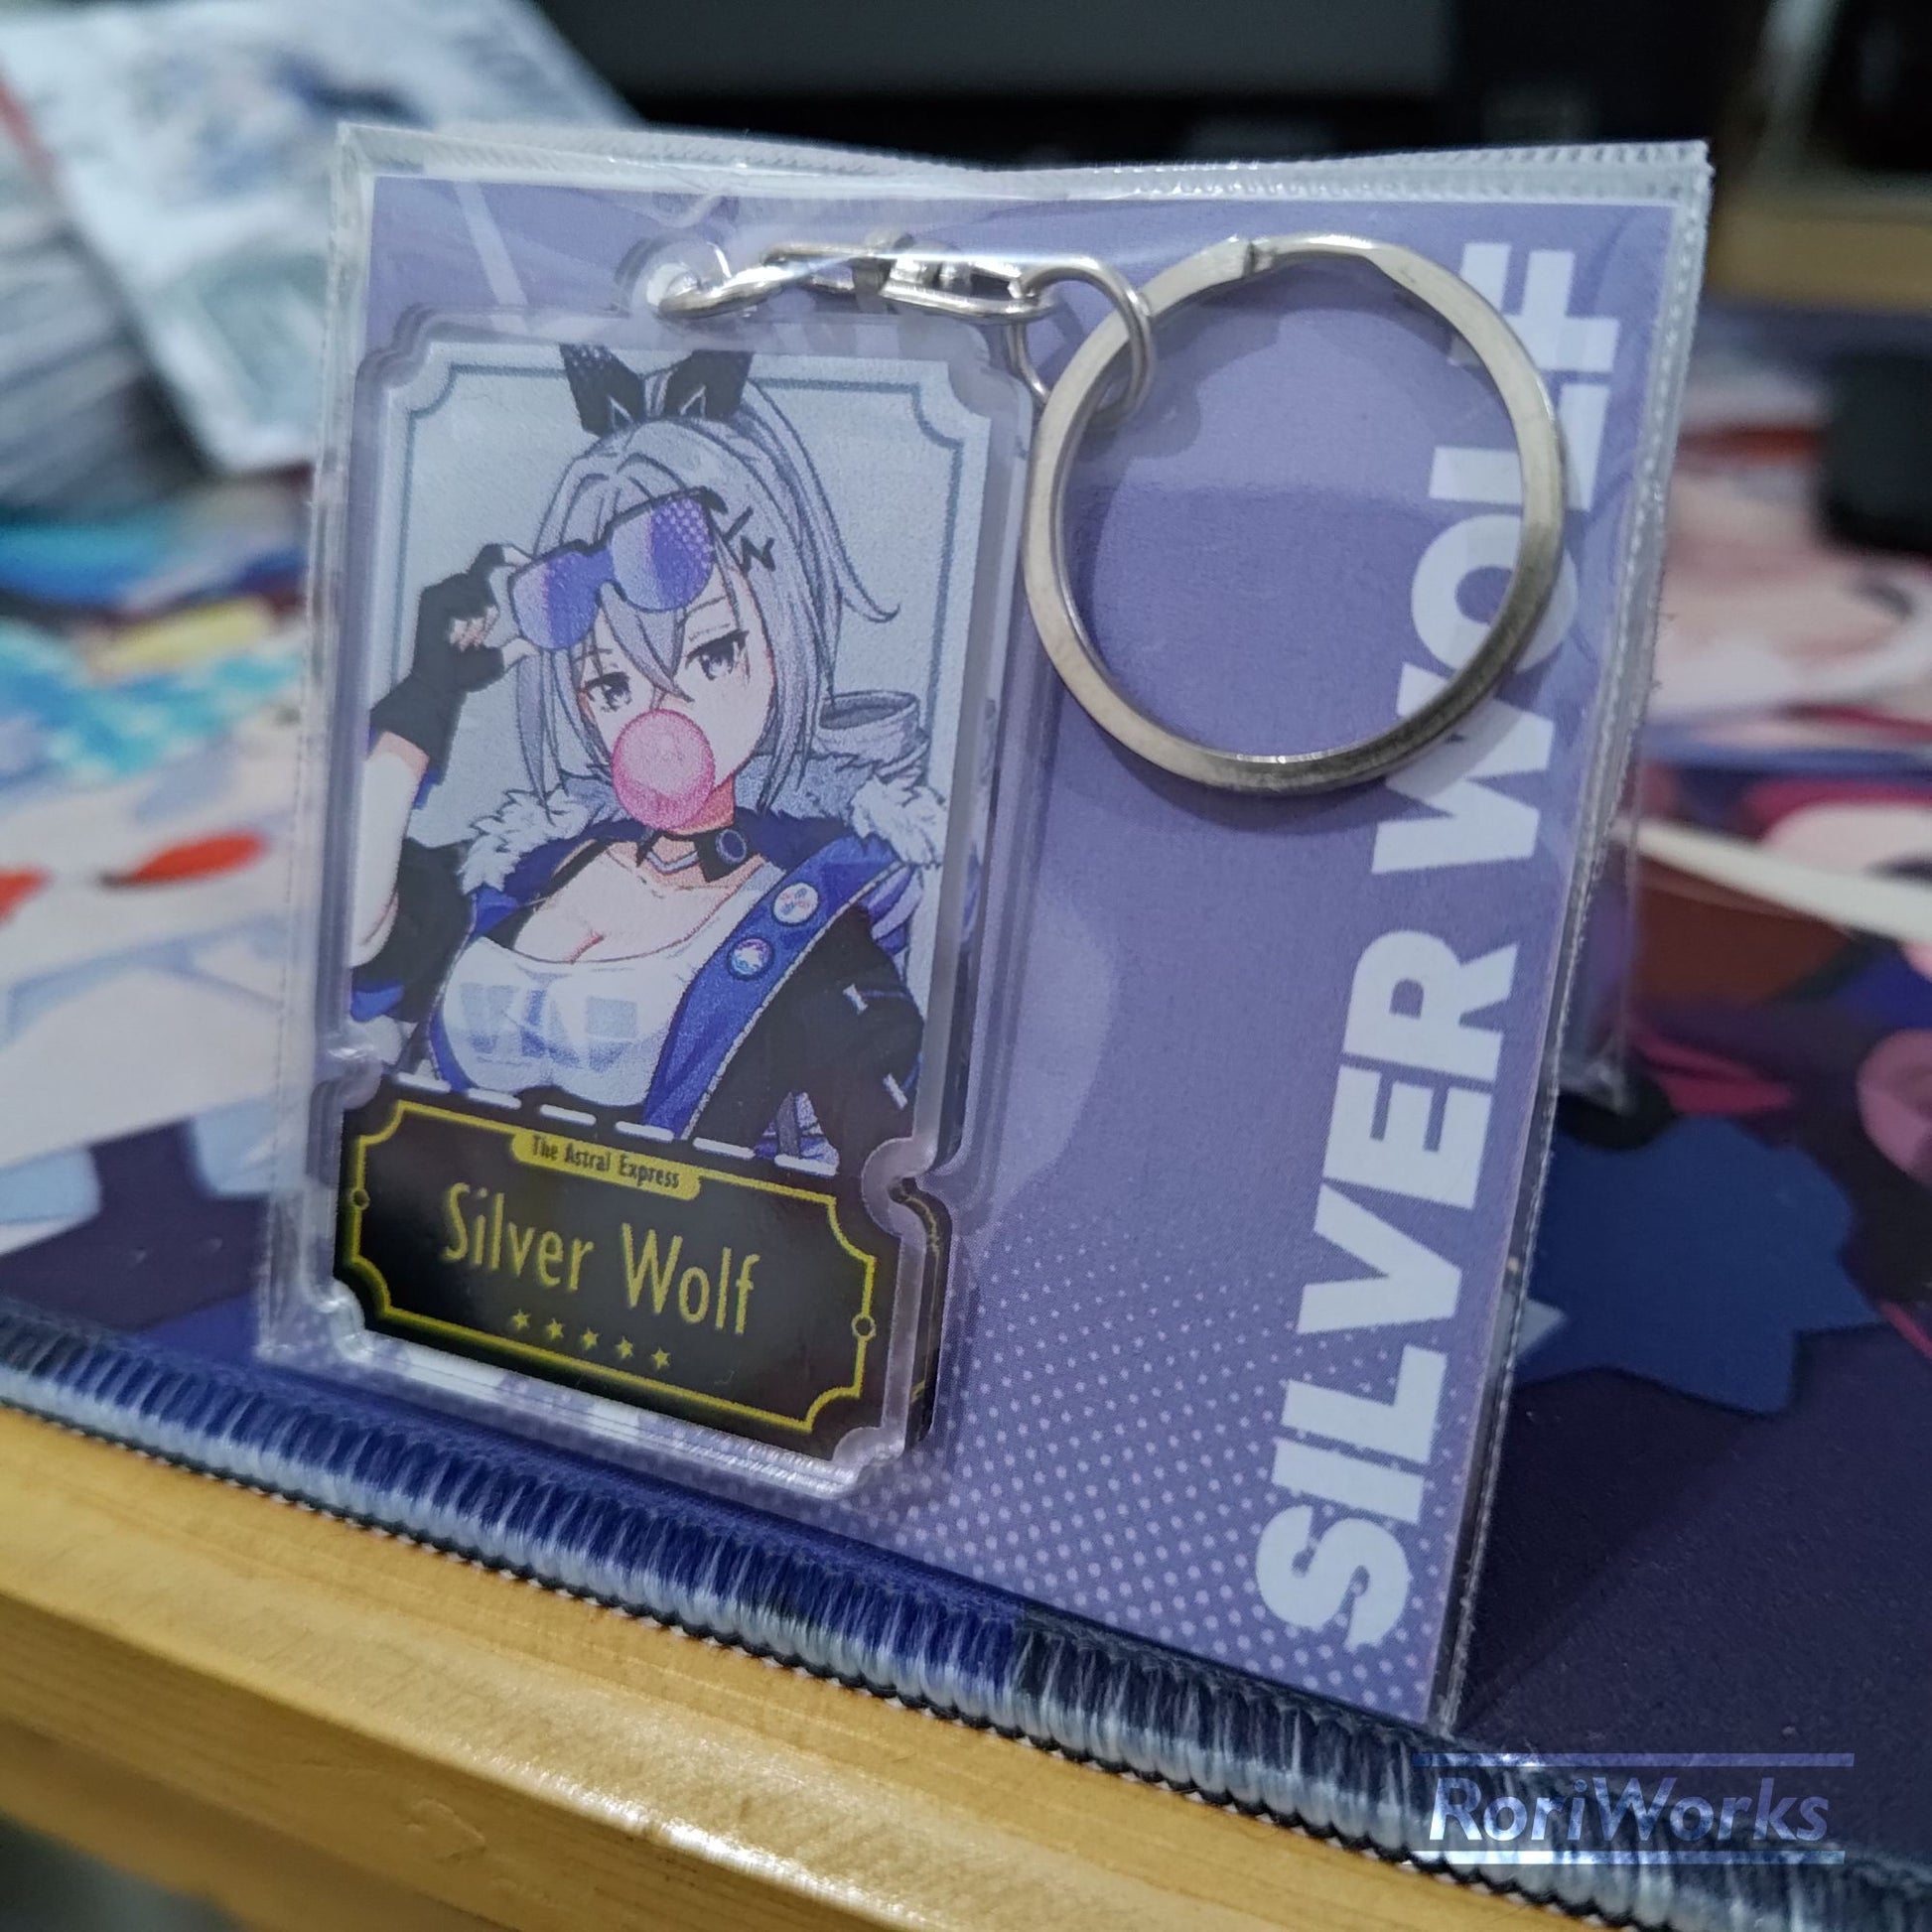 The Astral Express
Silver Wolf
SILVER WOLF
RoriWorks